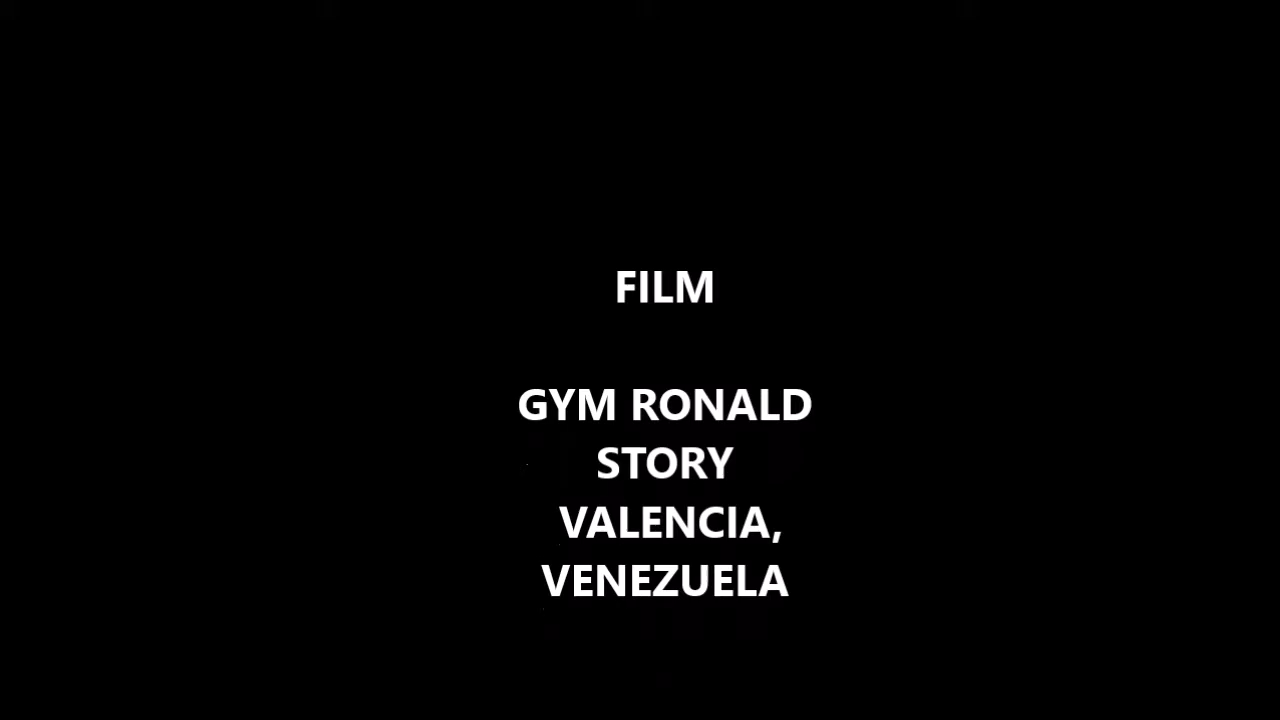 FILM
GYM RONALD
STORY
VALENCIA,
VENEZUELA